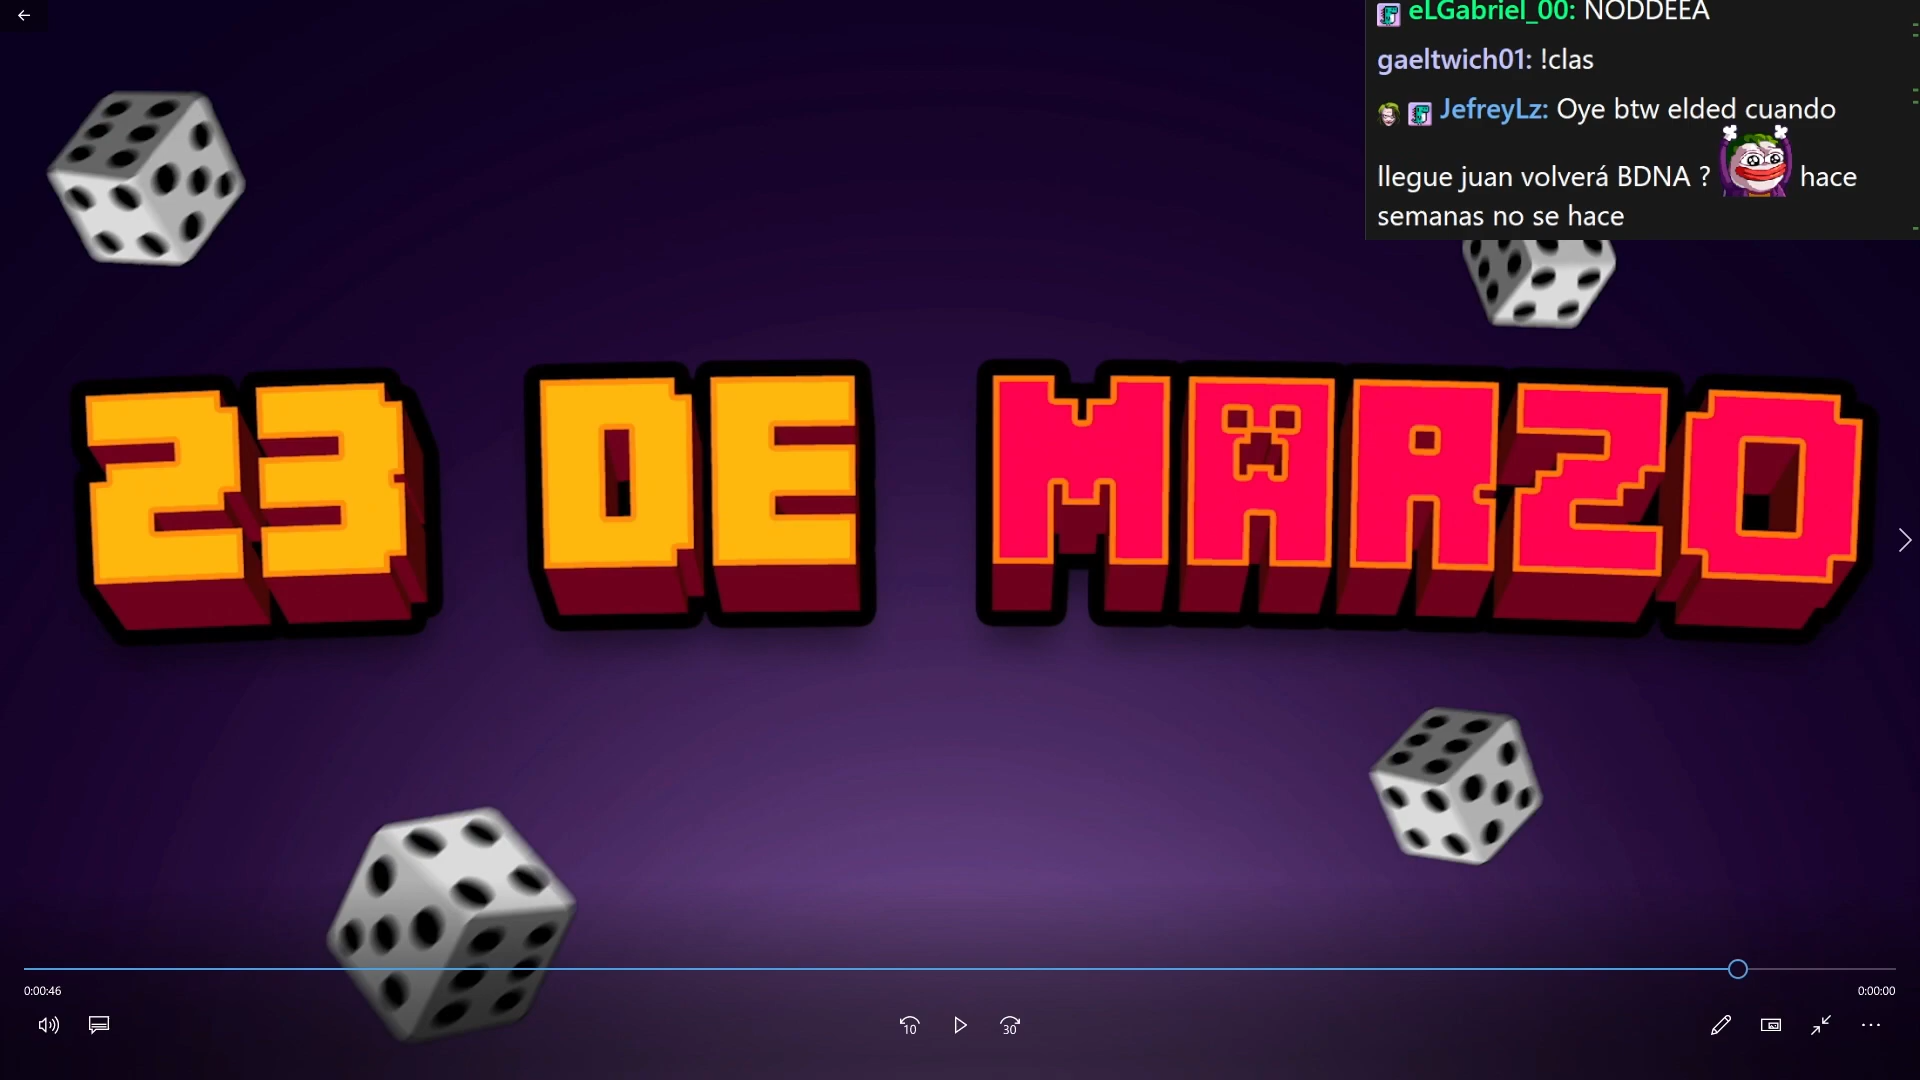 eLGabriel_00: NODDEEA
gaeltwich01: !clas
JefreyLz: Oye btw elded cuando
llegue juan volverá BDNA ? hace
semanas no se hace
23 DE MARZO
0:00:46
0:00:00
10
30